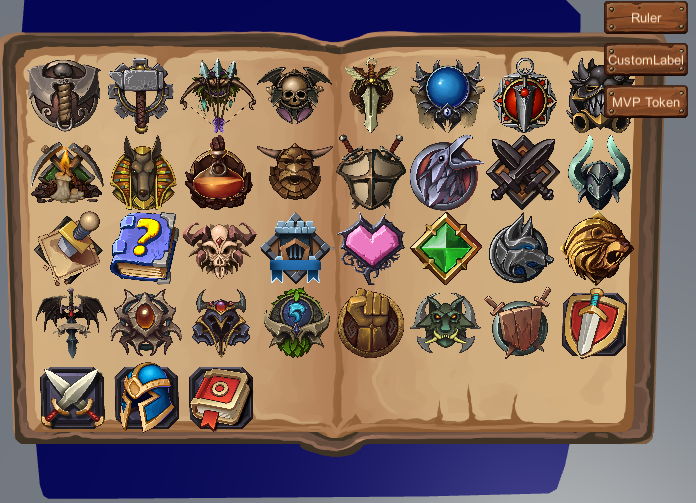 Ruler
CustomLabel
MVP Token
?